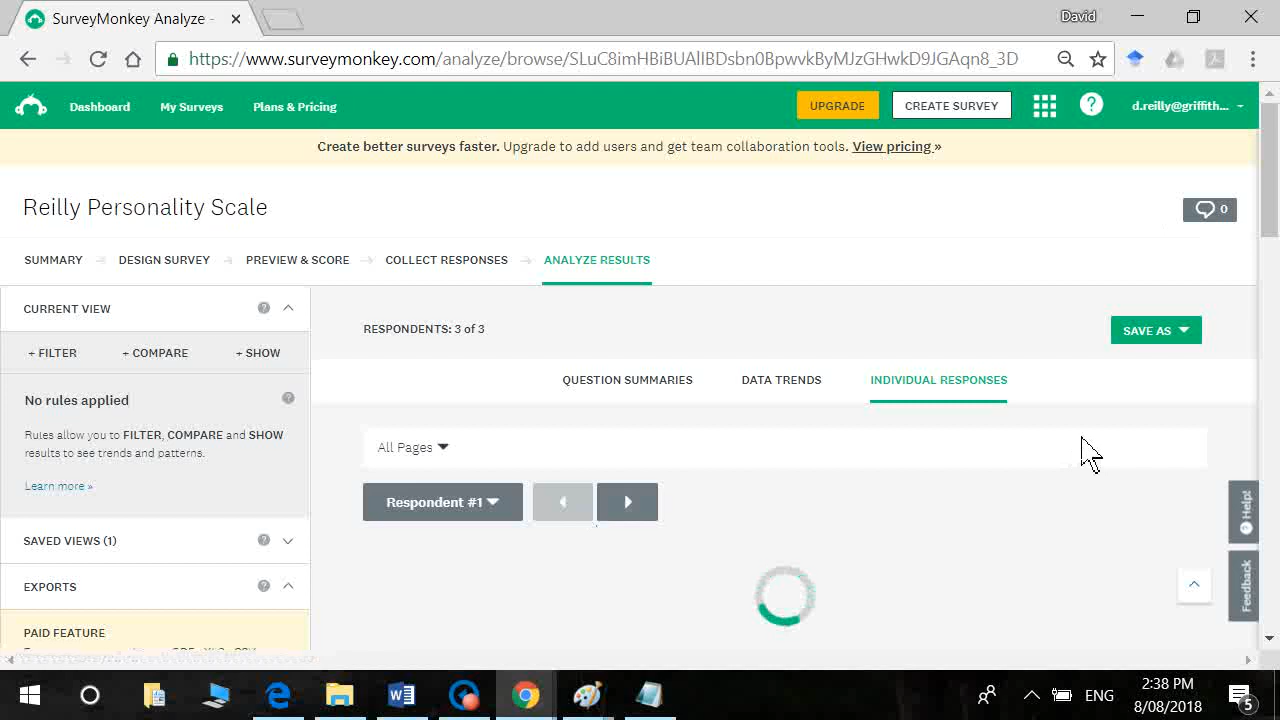 SurveyMonkey Analyze -
David
https://www.surveymonkey.com/analyze/browse/SLuC8imHBiBUAlIBDsbn0BpwvkByMJzGHwkD9JGAqn8_3D
Dashboard My Surveys Plans & Pricing UPGRADE CREATE SURVEY ? d.reilly@griffith...
Create better surveys faster. Upgrade to add users and get team collaboration tools. View pricing »
Reilly Personality Scale
0
SUMMARY DESIGN SURVEY PREVIEW & SCORE COLLECT RESPONSES ANALYZE RESULTS
CURRENT VIEW ?
RESPONDENTS: 3 of 3
SAVE AS
+ FILTER + COMPARE + SHOW
QUESTION SUMMARIES DATA TRENDS INDIVIDUAL RESPONSES
No rules applied ?
Rules allow you to FILTER, COMPARE and SHOW
results to see trends and patterns.
Learn more »
All Pages
Respondent #1
Help!
SAVED VIEWS (1) ?
EXPORTS ?
Feedback
PAID FEATURE
ENG
2:38 PM
8/08/2018
5